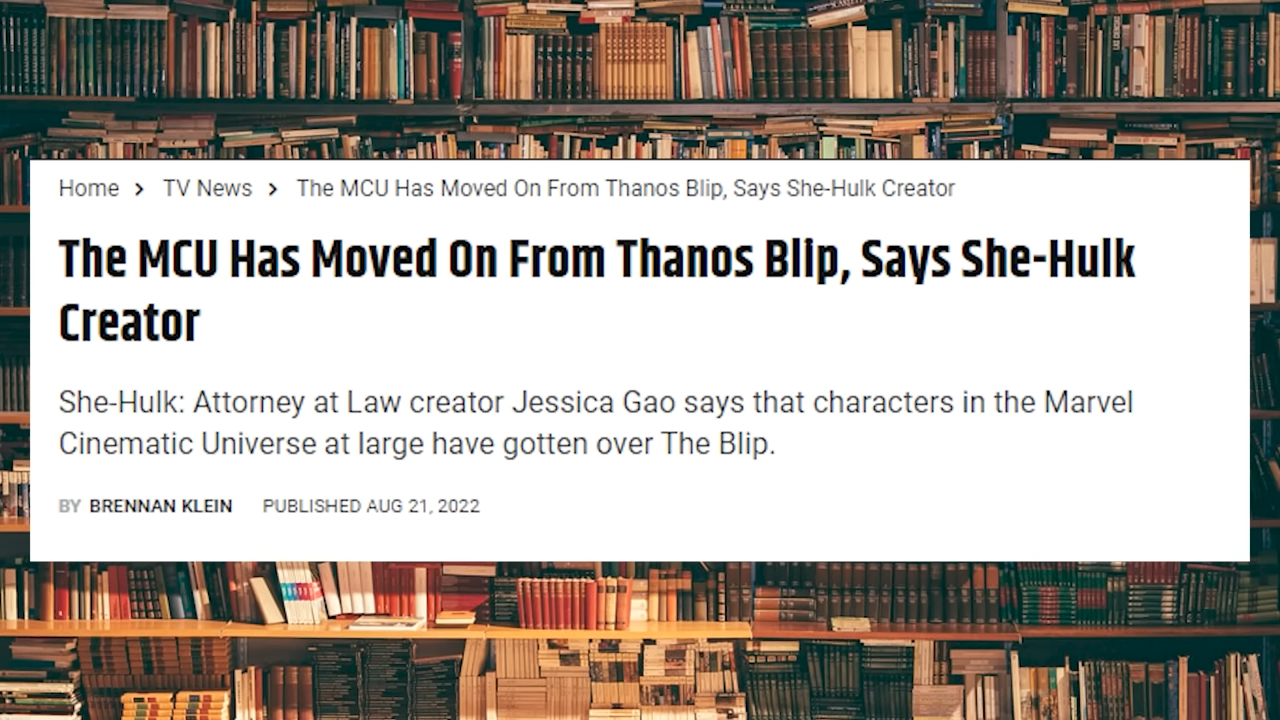 Home > TV News > The MCU Has Moved On From Thanos Blip, Says She-Hulk Creator
The MCU Has Moved On From Thanos Blip, Says She-Hulk
Creator
She-Hulk: Attorney at Law creator Jessica Gao says that characters in the Marvel
Cinematic Universe at large have gotten over The Blip.
BY BRENNAN KLEIN PUBLISHED AUG 21, 2022